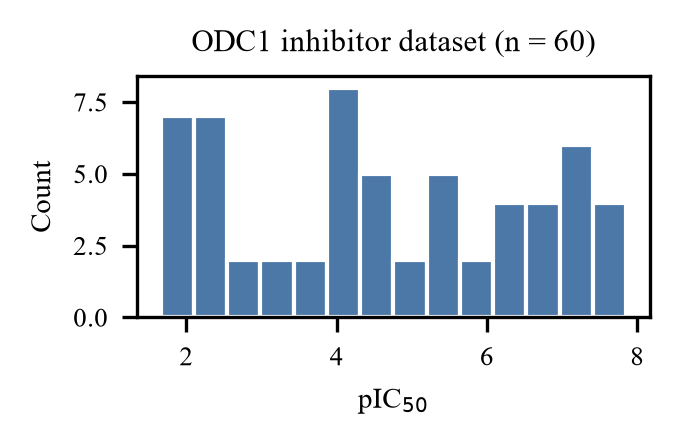 ODC1 inhibitor dataset (n = 60)
Count
7.5
5.0
2.5
0.0
2 4 6 8
pIC₅₀